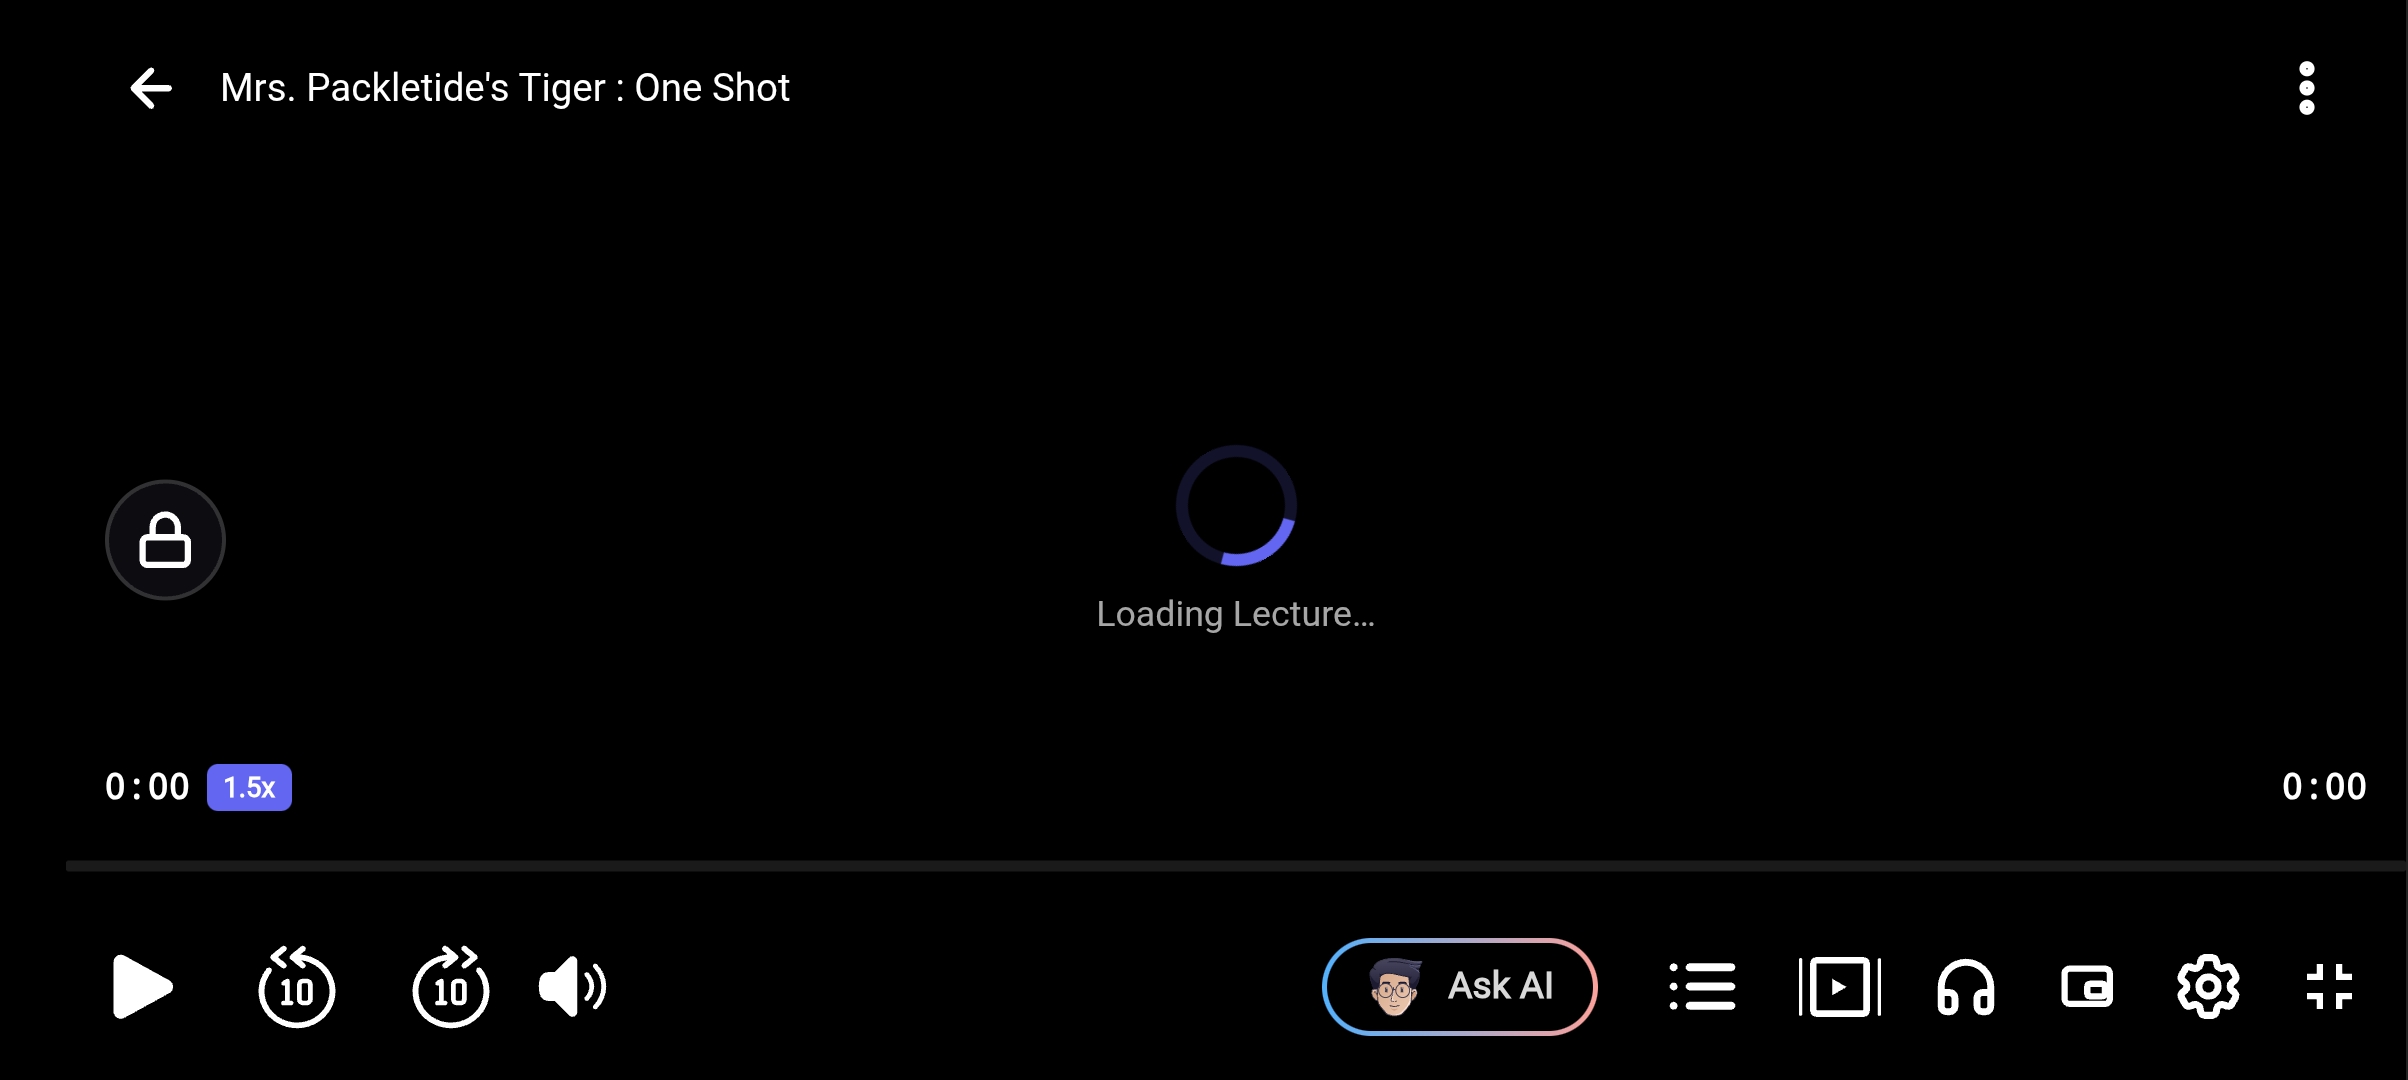 Mrs. Packletide's Tiger : One Shot
Loading Lecture...
0:00 1.5x 0:00
10 10 Ask AI